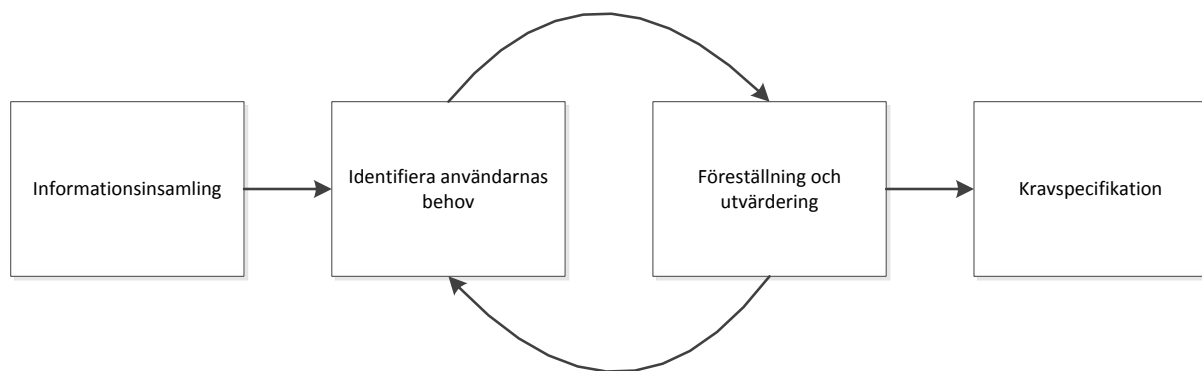 Informationsinsamling
Identifiera användarnas
behov
Föreställning och
utvärdering
Kravspecifikation